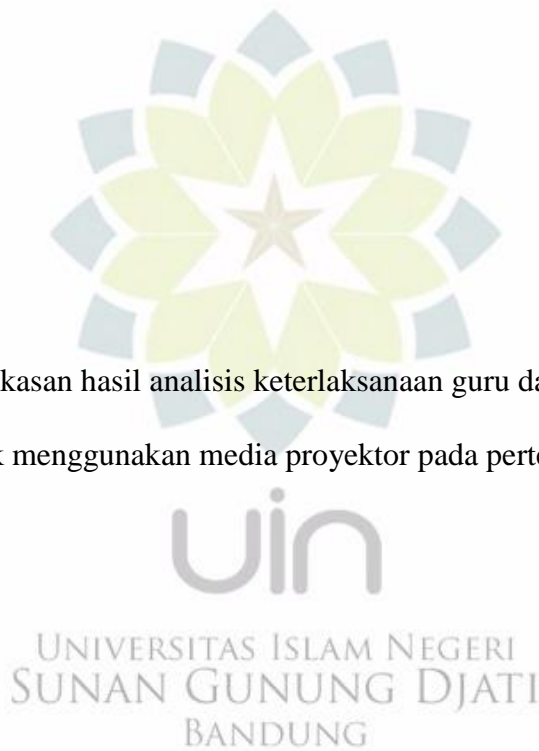 kasan hasil analisis keterlaksanaan guru da
k menggunakan media proyektor pada perte
uin
UNIVERSITAS ISLAM NEGERI
SUNAN GUNUNG DJATI
BANDUNG